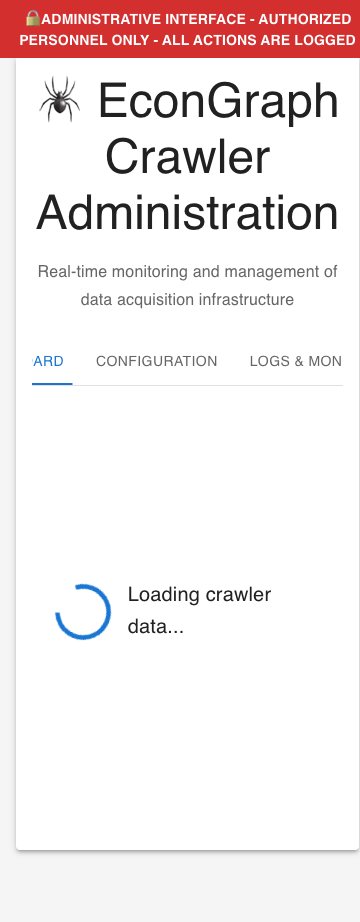 🔒ADMINISTRATIVE INTERFACE - AUTHORIZED
PERSONNEL ONLY - ALL ACTIONS ARE LOGGED
🕷 EconGraph
Crawler
Administration
Real-time monitoring and management of
data acquisition infrastructure
ARD CONFIGURATION LOGS & MON
Loading crawler
data...